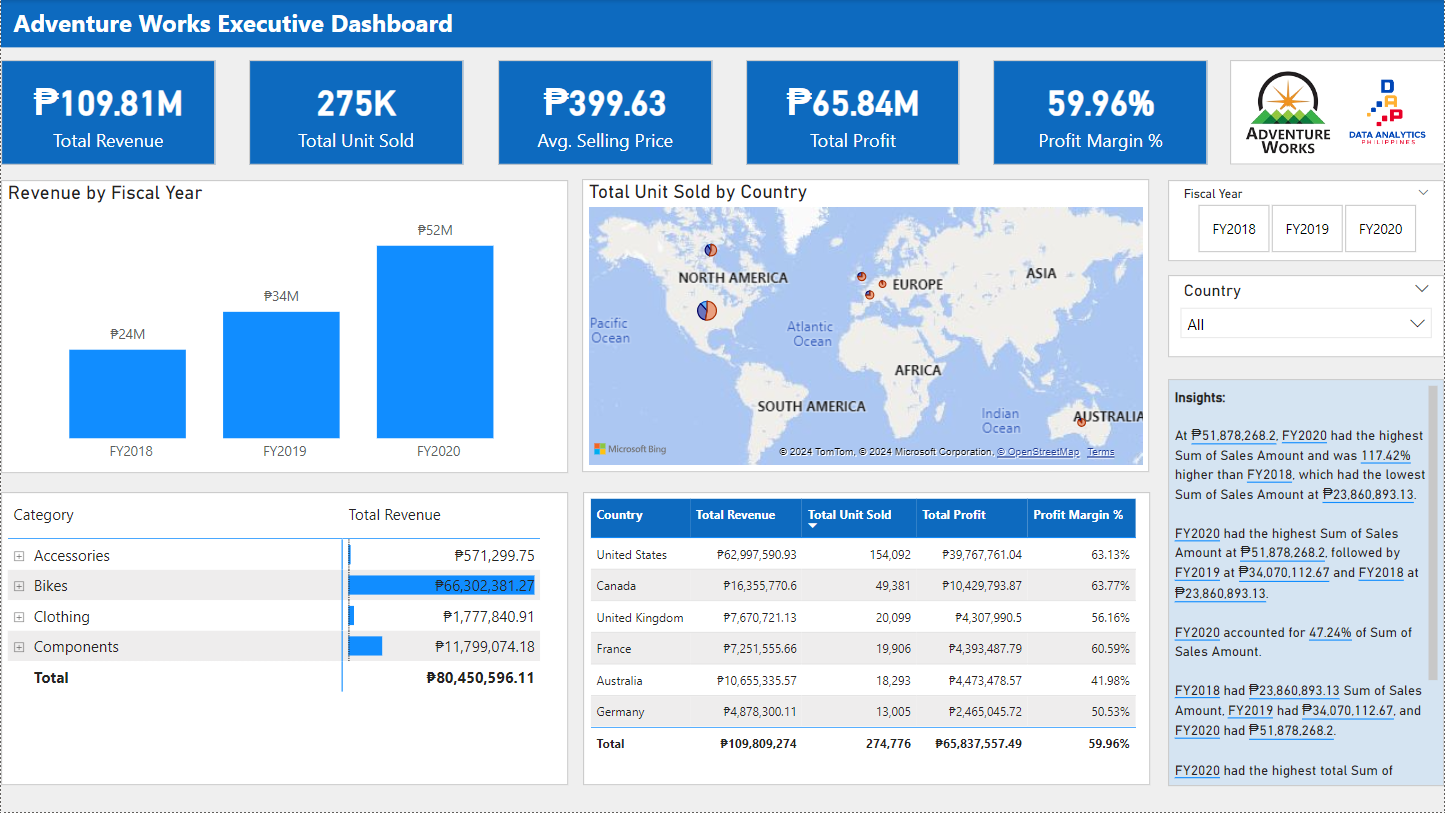 Adventure Works Executive Dashboard
₱109.81M
Total Revenue
275K
Total Unit Sold
₱399.63
Avg. Selling Price
₱65.84M
Total Profit
59.96%
Profit Margin %
ADVENTURE
WORKS
D
A
P
DATA ANALYTICS
PHILIPPINES
Revenue by Fiscal Year
₱24M
₱34M
₱52M
FY2018
FY2019
FY2020
Total Unit Sold by Country
NORTH AMERICA
EUROPE
ASIA
Pacific
Ocean
Atlantic
Ocean
AFRICA
SOUTH AMERICA
Indian
Ocean
AUSTRALIA
Microsoft Bing
© 2024 TomTom, © 2024 Microsoft Corporation, © OpenStreetMap Terms
Fiscal Year
FY2018 FY2019 FY2020
Country
All
Category Total Revenue
Accessories ₱571,299.75
Bikes ₱66,302,381.27
Clothing ₱1,777,840.91
Components ₱11,799,074.18
Total ₱80,450,596.11
Country Total Revenue Total Unit Sold Total Profit Profit Margin %
United States ₱62,997,590.93 154,092 ₱39,767,761.04 63.13%
Canada ₱16,355,770.6 49,381 ₱10,429,793.87 63.77%
United Kingdom ₱7,670,721.13 20,099 ₱4,307,990.5 56.16%
France ₱7,251,555.66 19,906 ₱4,393,487.79 60.59%
Australia ₱10,655,335.57 18,293 ₱4,473,478.57 41.98%
Germany ₱4,878,300.11 13,005 ₱2,465,045.72 50.53%
Total ₱109,809,274 274,776 ₱65,837,557.49 59.96%
Insights:
At ₱51,878,268.2, FY2020 had the highest
Sum of Sales Amount and was 117.42%
higher than FY2018, which had the lowest
Sum of Sales Amount at ₱23,860,893.13.
FY2020 had the highest Sum of Sales
Amount at ₱51,878,268.2, followed by
FY2019 at ₱34,070,112.67 and FY2018 at
₱23,860,893.13.
FY2020 accounted for 47.24% of Sum of
Sales Amount.
FY2018 had ₱23,860,893.13 Sum of Sales
Amount, FY2019 had ₱34,070,112.67, and
FY2020 had ₱51,878,268.2.
FY2020 had the highest total Sum of